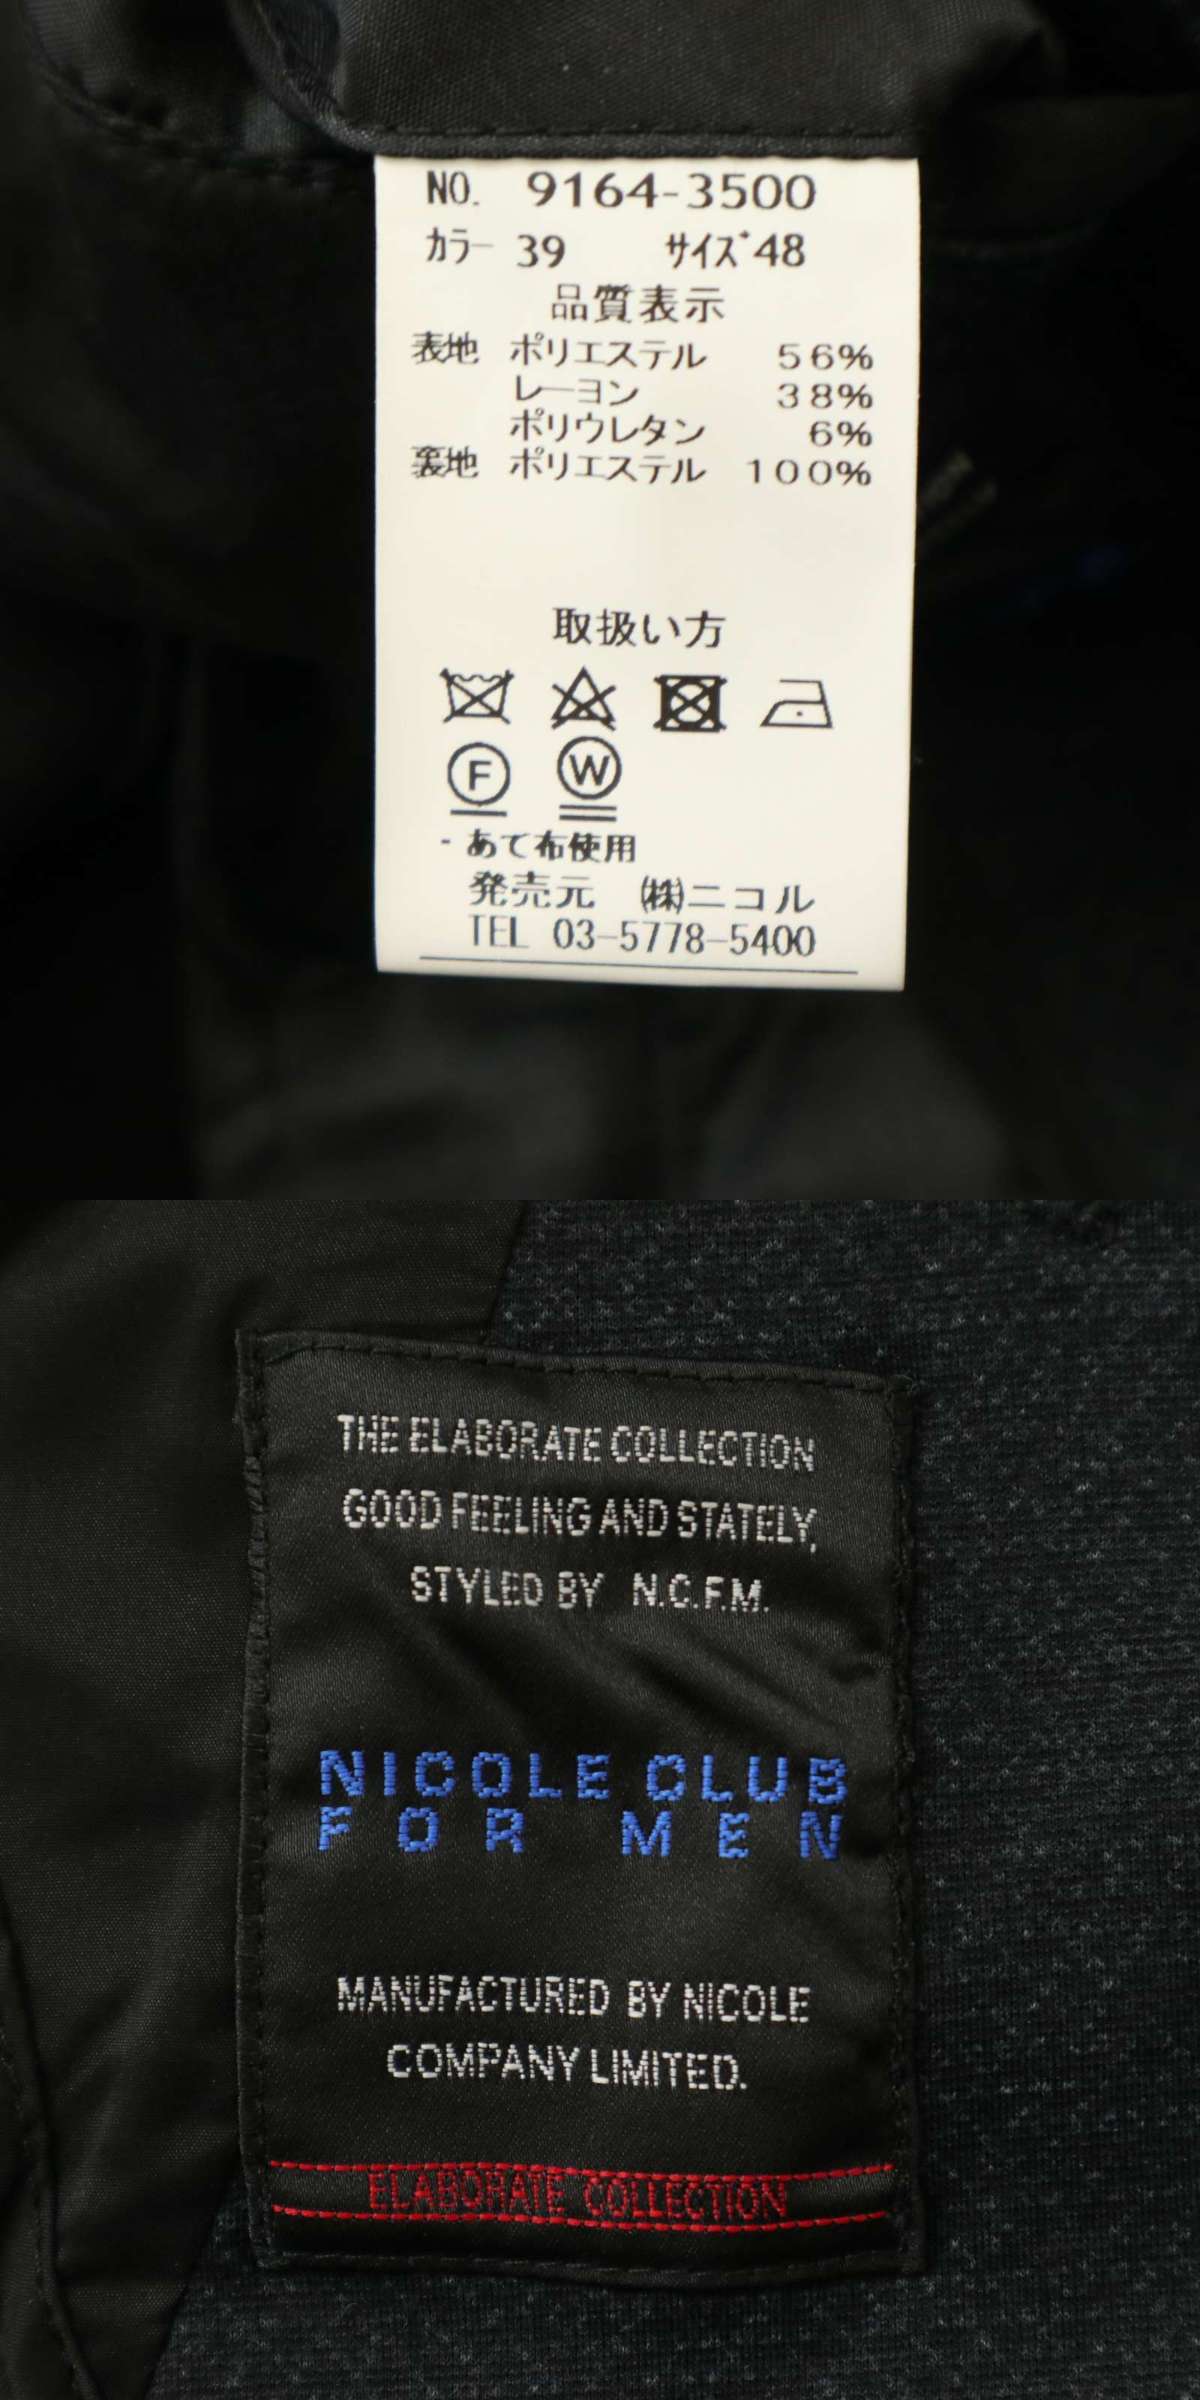 NO. 9164-3500
カラー 39 サイズ 48
品質表示
表地 ポリエステル 56%
レーヨン 38%
ポリウレタン 6%
裏地 ポリエステル 100%
取扱い方
F W
- あて布使用
発売元 ㈱ニコル
TEL 03-5778-5400
THE ELABORATE COLLECTION
GOOD FEELING AND STATELY,
STYLED BY N.C.F.M.
NICOLE CLUB
FOR MEN
MANUFACTURED BY NICOLE
COMPANY LIMITED.
ELABORATE COLLECTION